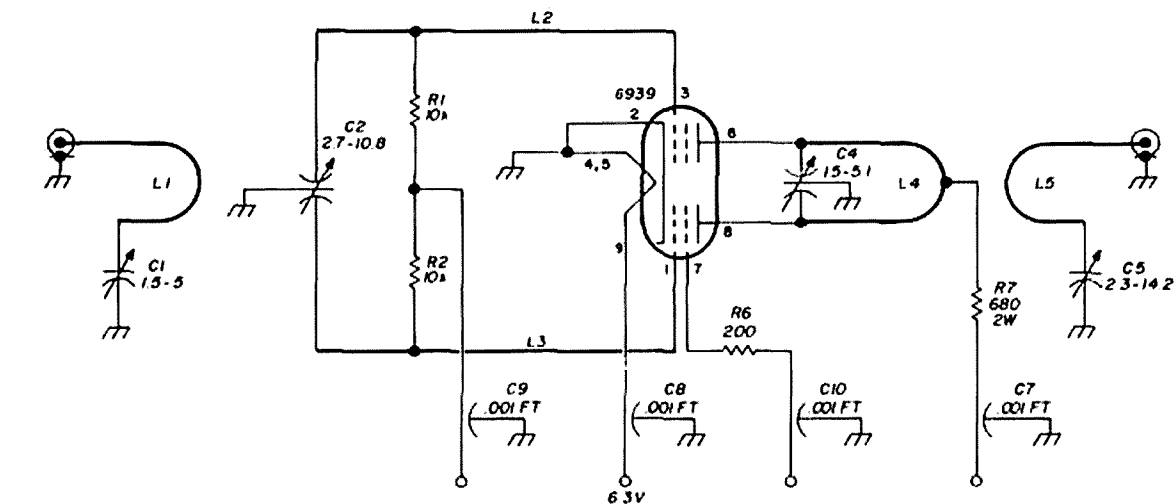 L2
6939
3
2
R1
10k
C2
2.7-10.8
6
C4
1.5-5.1
4,5
L1
L4
L5
9
8
C1
1.5-5
R2
10k
1
7
C5
2.3-14.2
R7
680
2W
R6
200
L3
C9
.001 FT
C8
.001 FT
C10
.001 FT
C7
.001 FT
6 3V